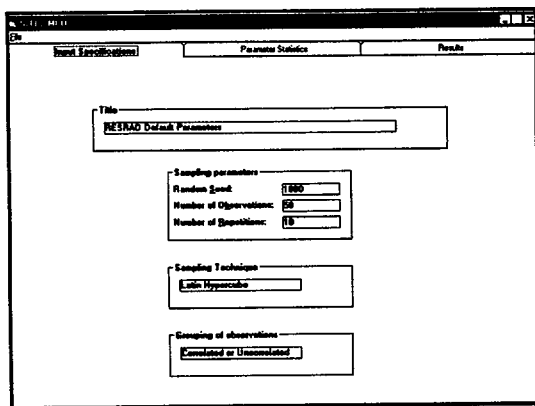 File
Input Specifications
Parameter Statistics
Results
Title
RESRAD Default Parameters
Sampling parameters
Random Seed: 1000
Number of Observations: 50
Number of Repetitions: 10
Sampling Technique
Latin Hypercube
Grouping of observations
Correlated or Uncorrelated